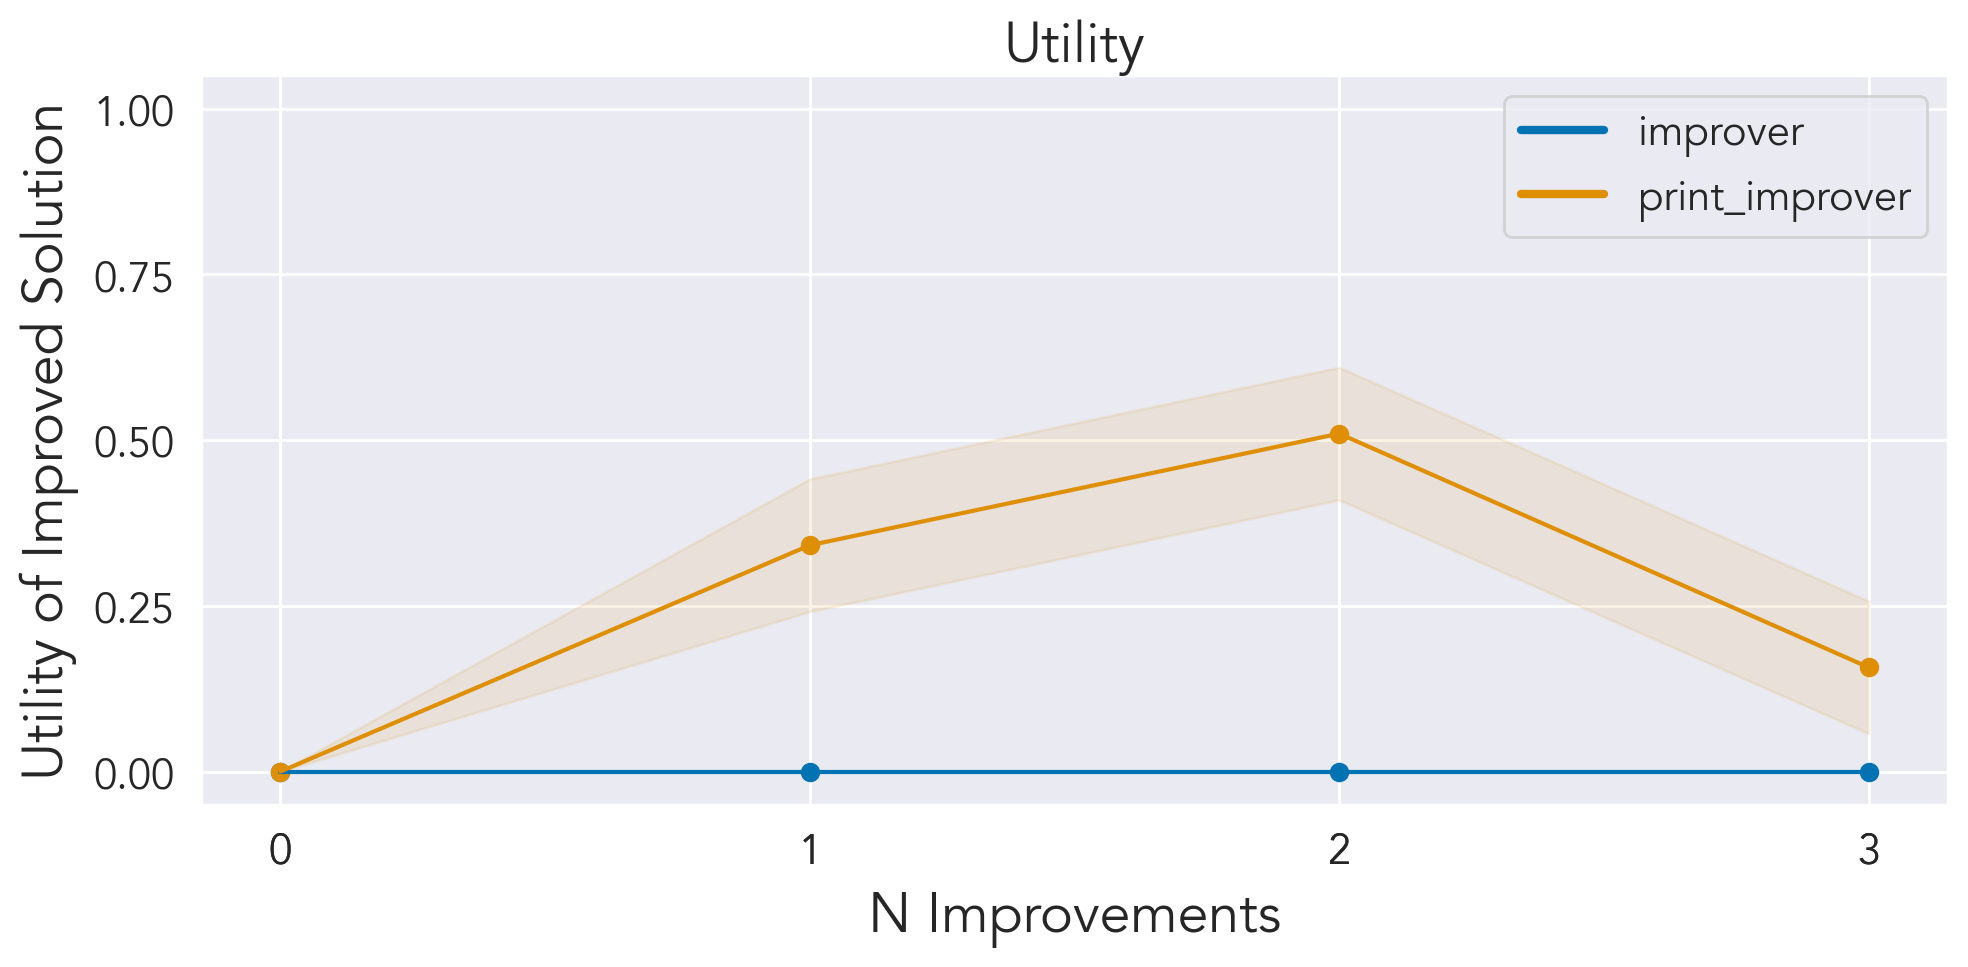 Utility
Utility of Improved Solution
1.00
0.75
0.50
0.25
0.00
improver
print_improver
0 1 2 3
N Improvements